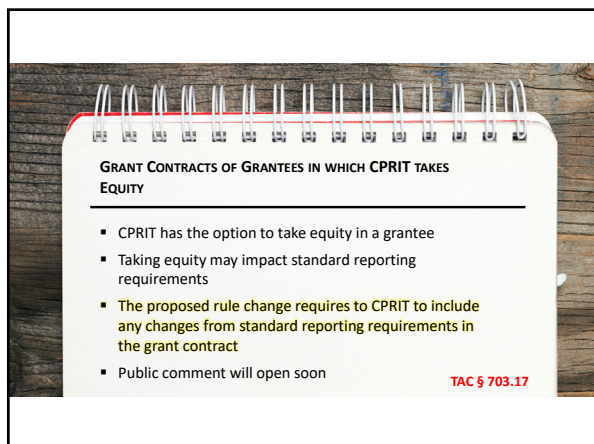 GRANT CONTRACTS OF GRANTEES IN WHICH CPRIT TAKES
EQUITY
▪ CPRIT has the option to take equity in a grantee
▪ Taking equity may impact standard reporting
requirements
▪ The proposed rule change requires to CPRIT to include
any changes from standard reporting requirements in
the grant contract
▪ Public comment will open soon
TAC § 703.17